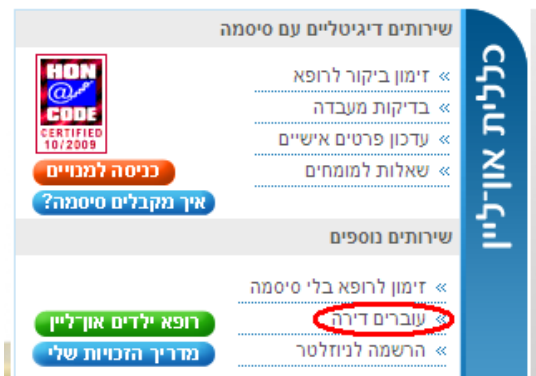 כללית און־ליין
שירותים דיגיטליים עם סיסמה
» זימון ביקור לרופא
» בדיקות מעבדה
» עדכון פרטים אישיים
» שאלות למומחים
HON
@
CODE
CERTIFIED
10/2009
כניסה למנויים
איך מקבלים סיסמה?
שירותים נוספים
» זימון לרופא בלי סיסמה
» עוברים דירה
» הרשמה לניוזלטר
רופא ילדים און־ליין
מדריך הזכויות שלי